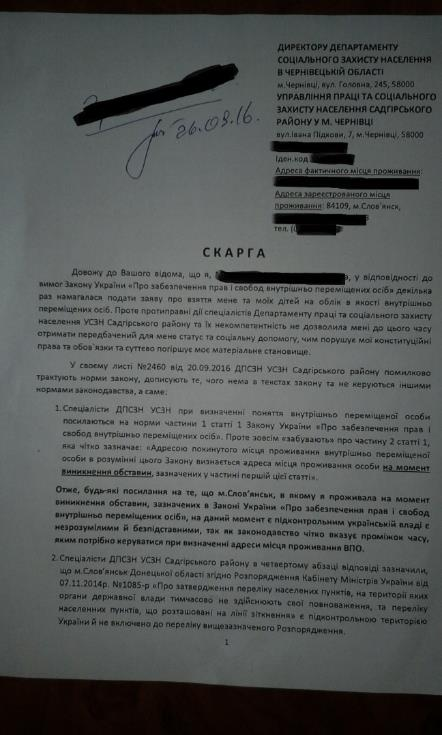 ДИРЕКТОРУ ДЕПАРТАМЕНТУ
СОЦІАЛЬНОГО ЗАХИСТУ НАСЕЛЕННЯ
В ЧЕРНІВЕЦЬКІЙ ОБЛАСТІ
м.Чернівці, вул. Головна, 245, 58000
УПРАВЛІННЯ ПРАЦІ ТА СОЦІАЛЬНОГО
ЗАХИСТУ НАСЕЛЕННЯ САДГІРСЬКОГО
РАЙОНУ У М. ЧЕРНІВЦІ
вул.Івана Підкови, 7, м.Чернівці, 58000
Іден.код
Адреса фактичного місця проживання:
Адреса зареєстрованого місця
проживання: 84109, м.Слов'янск,
тел. (
26.09.16.
СКАРГА
Довожу до Вашого відома, що я, а, у відповідності до
вимог Закону України «Про забезпечення прав і свобод внутрішньо переміщених осіб» декілька
раз намагалася подати заяву про взяття мене та моїх дітей на облік в якості внутрішньо
переміщених осіб. Проте протиправні дії спеціалістів Департаменту праці та соціального захисту
населення УСЗН Садгірського району та їх некомпетентність не дозволила мені до цього часу
отримати передбачений для мене статус та соціальну допомогу, чим порушує мої конституційні
права та обов'язки та суттєво погіршує моє матеріальне становище.
У своєму листі №2460 від 20.09.2016 ДПСЗН УСЗН Садгірського району помилково
трактують норми закону, дописують те, чого нема в текстах закону та не керуються іншими
нормами законодавства, а саме:
1. Спеціалісти ДПСЗН УСЗН при визначенні поняття внутрішньо переміщеної особи
посилаються на норми частини 1 статті 1 Закону України «Про забезпечення прав і
свобод внутрішньо переміщених осіб». Проте зовсім «забувають» про частину 2 статті 1,
яка чітко зазначає: «Адресою покинутого місця проживання внутрішньо переміщеної
особи в розумінні цього Закону визнається адреса місця проживання особи на момент
виникнення обставин, зазначених у частині першій цієї статті».
Отже, будь-які посилання на те, що м.Слов'янськ, в якому я проживала на момент
виникнення обставин, зазначених в Законі України «Про забезпечення прав і свобод
внутрішньо переміщених осіб», на даний момент є підконтрольним українській владі є
незрозумілими й безпідставними, так як законодавство чітко вказує проміжок часу,
яким потрібно керуватися при визначенні адреси місця проживання ВПО.
2. Спеціалісти ДПСЗН УСЗН Садгірського району в четвертому абзаці відповіді зазначили,
що м.Слов'янськ Донецької області згідно Розпорядження Кабінету Міністрів України від
07.11.2014р. №1085-р «Про затвердження переліку населених пунктів, на території яких
органи державної влади тимчасово не здійснюють свої повноваження, та переліку
населених пунктів, що розташовані на лінії зіткнення» є підконтрольною територією
України й не включено до переліку вищезазначеного Розпорядження.
1